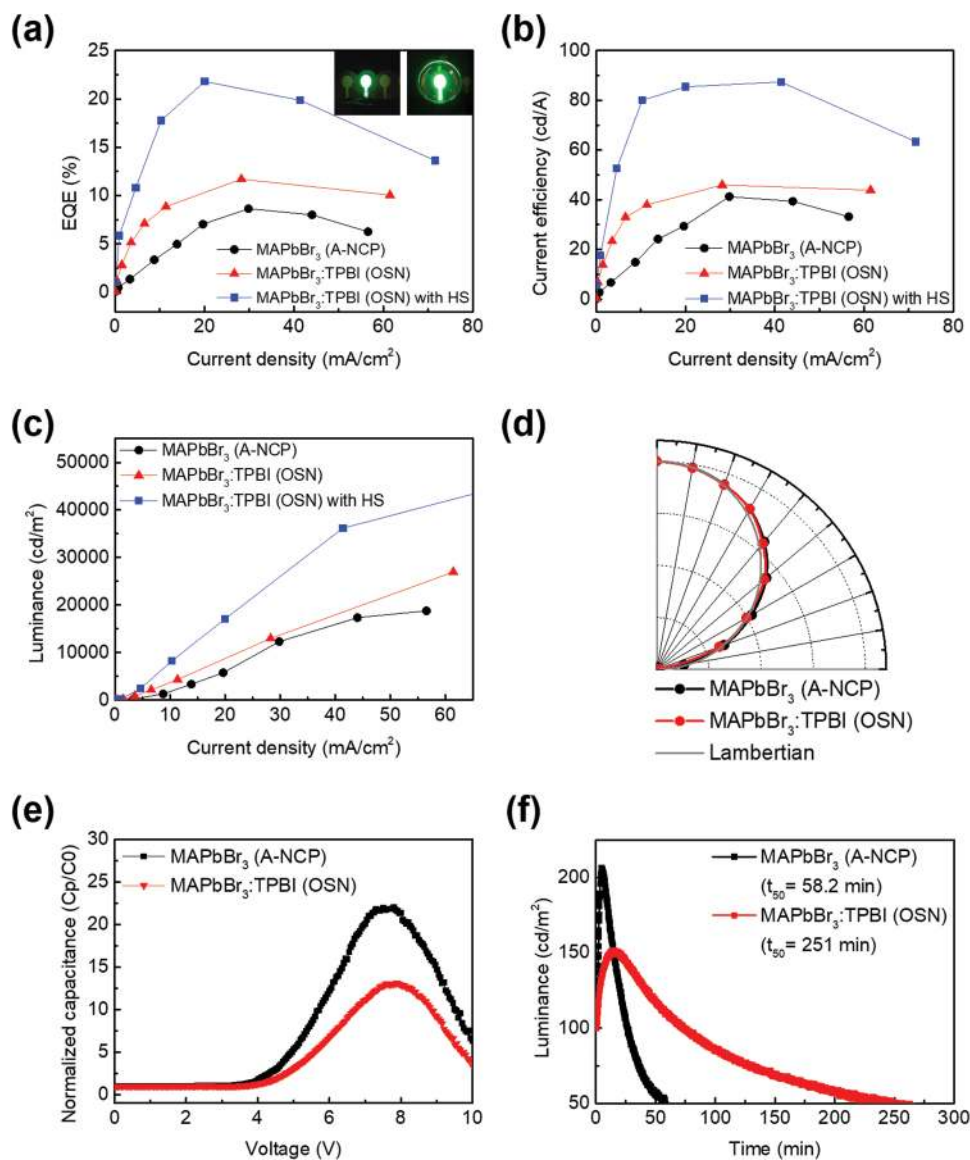 (a)
25
20
15
10
5
0
EQE (%)
MAPbBr3 (A-NCP)
MAPbBr3:TPBI (OSN)
MAPbBr3:TPBI (OSN) with HS
0 20 40 60 80
Current density (mA/cm2)
(b)
100
80
60
40
20
0
Current efficiency (cd/A)
MAPbBr3 (A-NCP)
MAPbBr3:TPBI (OSN)
MAPbBr3:TPBI (OSN) with HS
0 20 40 60 80
Current density (mA/cm2)
(c)
MAPbBr3 (A-NCP)
MAPbBr3:TPBI (OSN)
MAPbBr3:TPBI (OSN) with HS
50000
40000
30000
20000
10000
0
Luminance (cd/m2)
0 10 20 30 40 50 60
Current density (mA/cm2)
(d)
MAPbBr3 (A-NCP)
MAPbBr3:TPBI (OSN)
Lambertian
(e)
30
25
20
15
10
5
0
Normalized capacitance (Cp/C0)
MAPbBr3 (A-NCP)
MAPbBr3:TPBI (OSN)
0 2 4 6 8 10
Voltage (V)
(f)
200
150
100
50
Luminance (cd/m2)
MAPbBr3 (A-NCP)
(t50= 58.2 min)
MAPbBr3:TPBI (OSN)
(t50= 251 min)
0 50 100 150 200 250 300
Time (min)